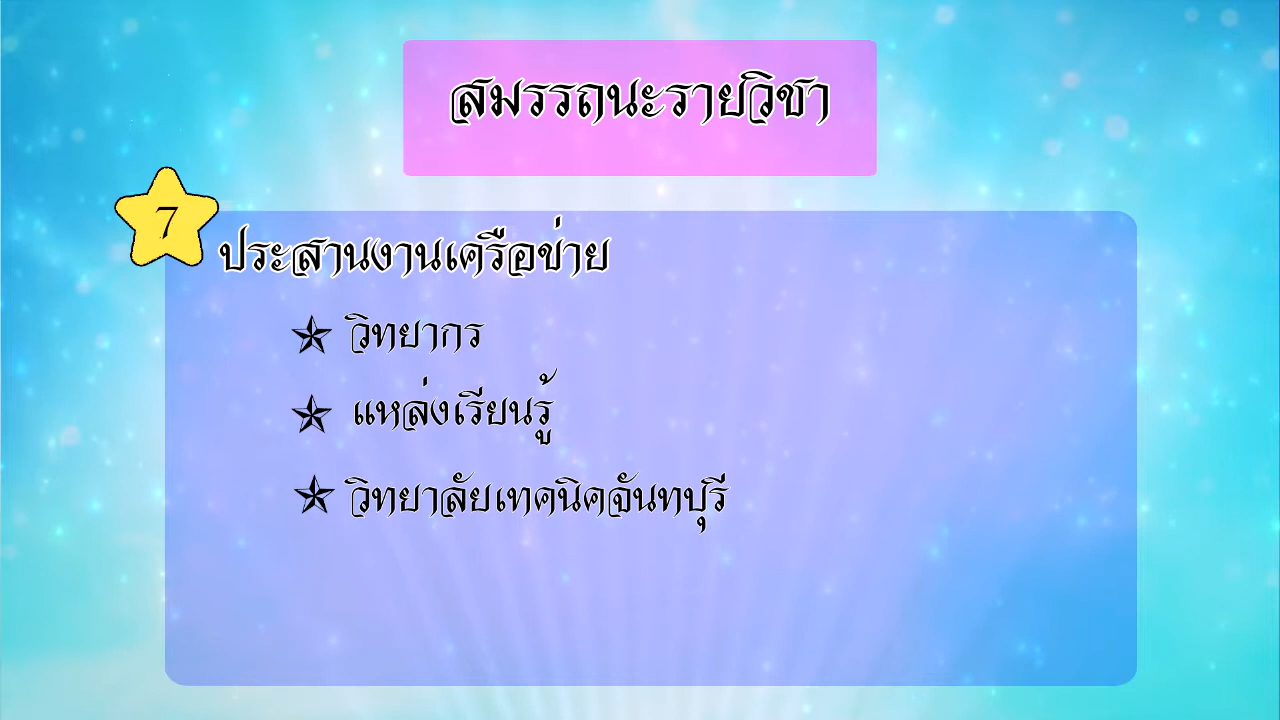 สมรรถนะรายวิชา
7
ประสานงานเครือข่าย
วิทยากร
แหล่งเรียนรู้
วิทยาลัยเทคนิคจันทบุรี